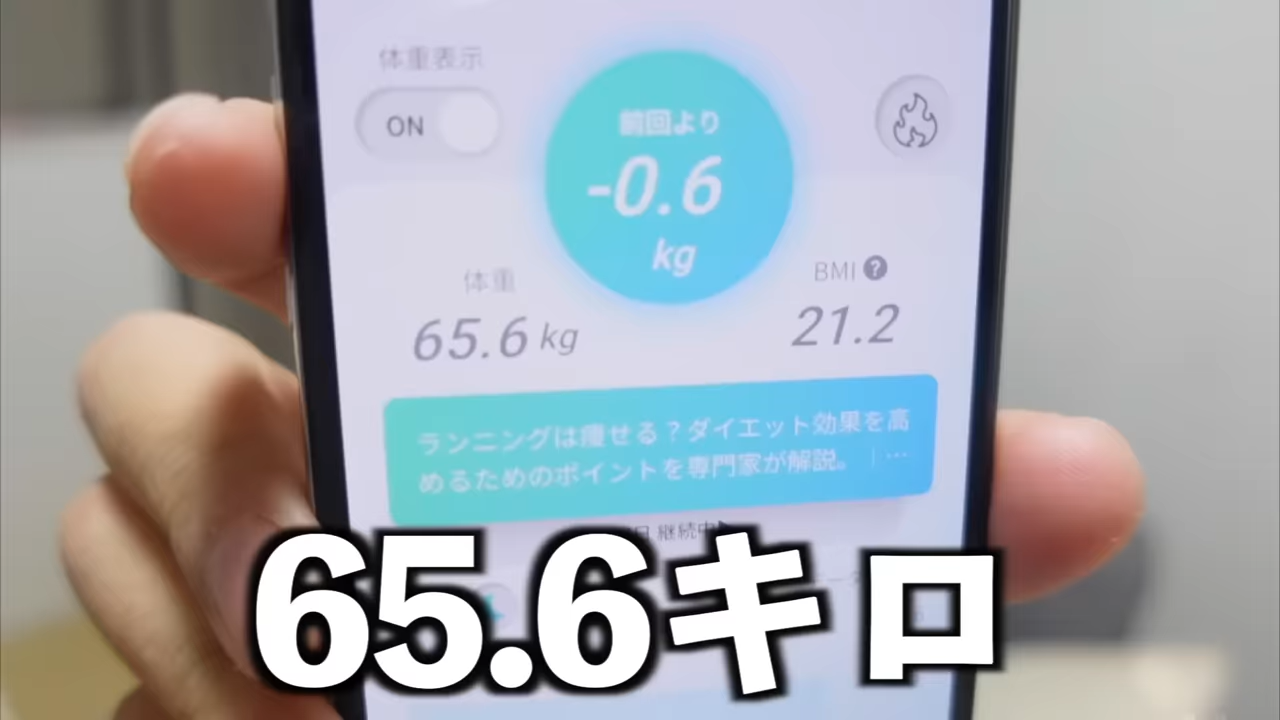 体重表示
ON
前回より
-0.6
kg
体重
65.6 kg
BMI ?
21.2
ランニングは痩せる？ダイエット効果を高
めるためのポイントを専門家が解説。 | …
継続中
65.6キロ